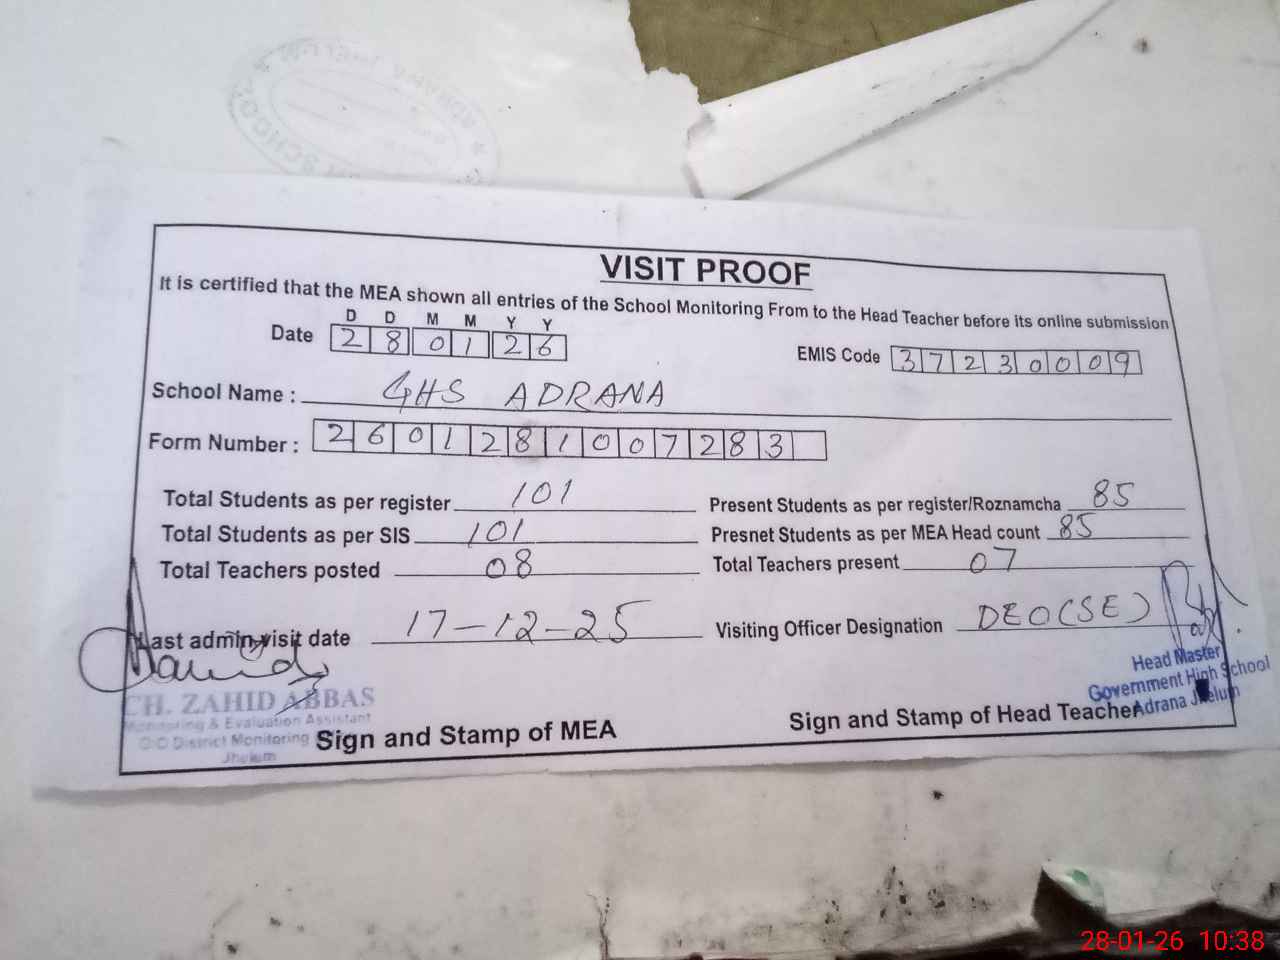 VISIT PROOF
It is certified that the MEA shown all entries of the School Monitoring From to the Head Teacher before its online submission
D D M M Y Y
Date 2 8 0 1 2 6 EMIS Code 3 7 2 3 0 0 0 9
School Name : GHS ADRANA
Form Number : 2 6 0 1 2 8 1 0 0 7 2 8 3
Total Students as per register 101 Present Students as per register/Roznamcha 85
Total Students as per SIS 101 Presnet Students as per MEA Head count 85
Total Teachers posted 08 Total Teachers present 07
Last admin visit date 17-12-25 Visiting Officer Designation DEO(SE)
CH. ZAHID ABBAS
Monitoring & Evaluation Assistant
O/O District Monitoring
Jhelum
Sign and Stamp of MEA
Head Master
Government High School
Adrana Jhelum
Sign and Stamp of Head Teacher
28-01-26 10:38